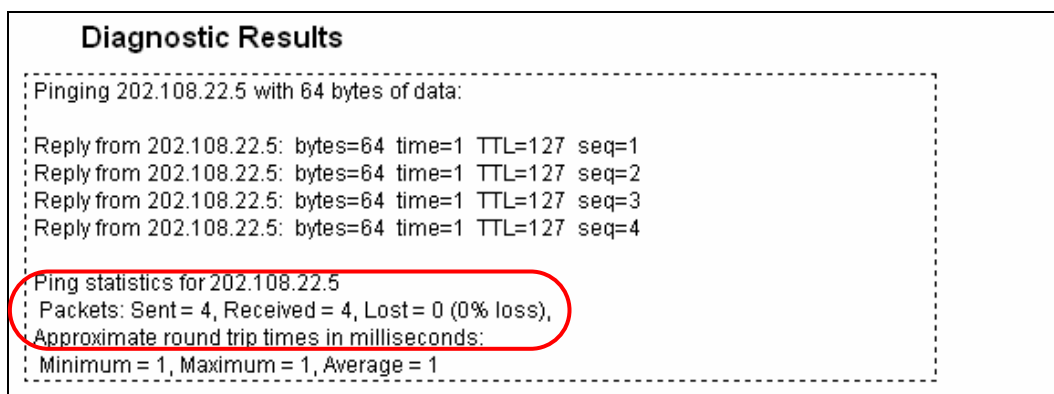 Diagnostic Results
Pinging 202.108.22.5 with 64 bytes of data:
Reply from 202.108.22.5: bytes=64 time=1 TTL=127 seq=1
Reply from 202.108.22.5: bytes=64 time=1 TTL=127 seq=2
Reply from 202.108.22.5: bytes=64 time=1 TTL=127 seq=3
Reply from 202.108.22.5: bytes=64 time=1 TTL=127 seq=4
Ping statistics for 202.108.22.5
Packets: Sent = 4, Received = 4, Lost = 0 (0% loss),
Approximate round trip times in milliseconds:
Minimum = 1, Maximum = 1, Average = 1